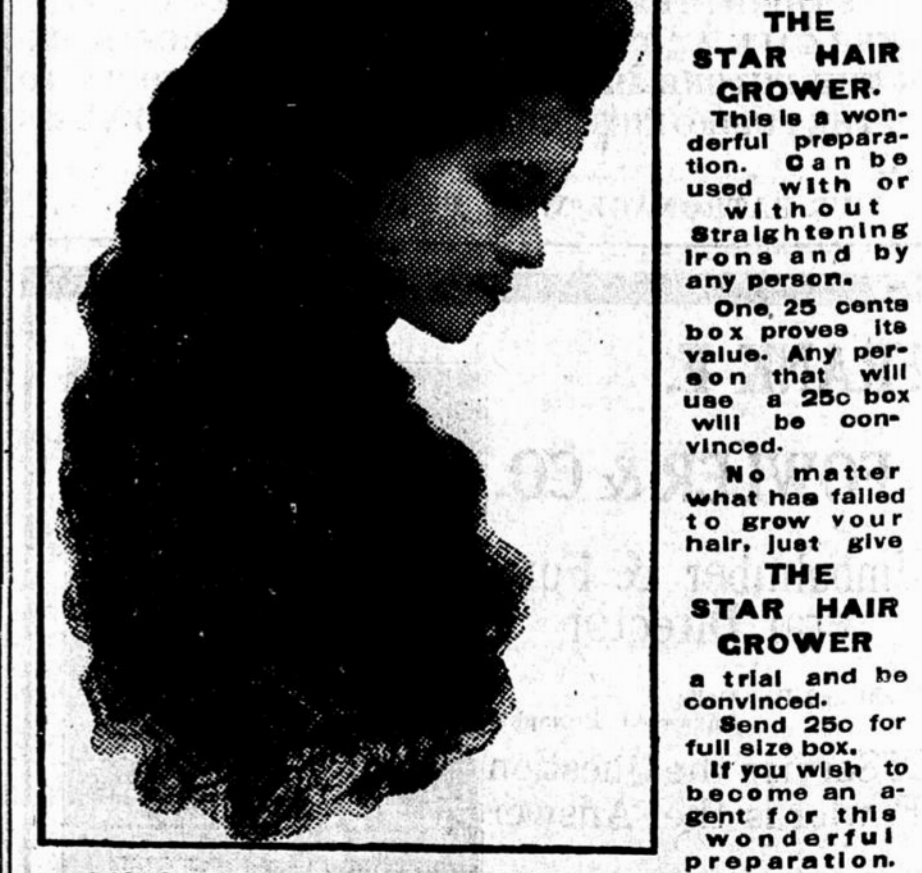 THE
STAR HAIR
GROWER.
This is a won-
derful prepara-
tion. Can be
used with or
without
Straightening
Irons and by
any person.
One, 25 cents
box proves its
value. Any per-
son that will
use a 25c box
will be con-
vinced.
No matter
what has failed
to grow your
hair, just give
THE
STAR HAIR
GROWER
a trial and be
convinced.
Send 25c for
full size box.
If you wish to
become an a-
gent for this
wonderful
preparation.